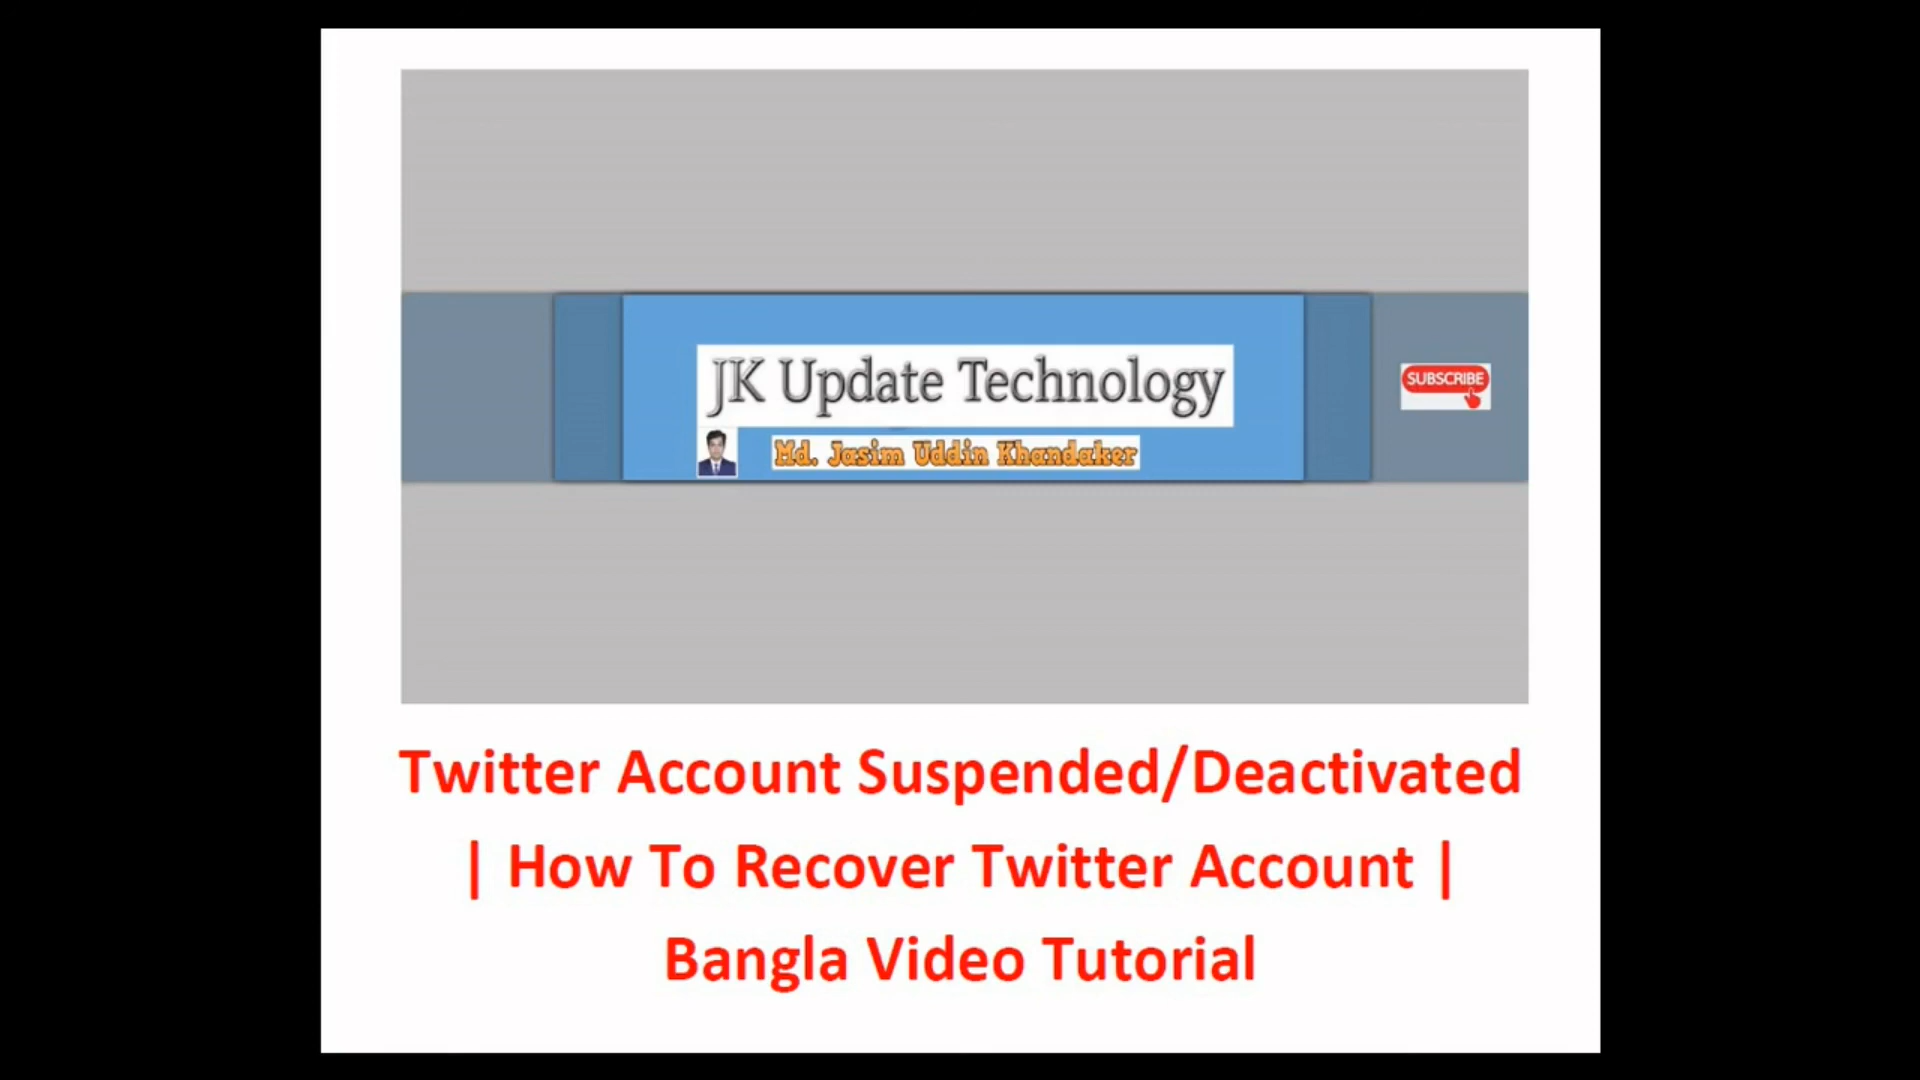 JK Update Technology
Md. Jasim Uddin Khandaker
SUBSCRIBE
Twitter Account Suspended/Deactivated
| How To Recover Twitter Account |
Bangla Video Tutorial